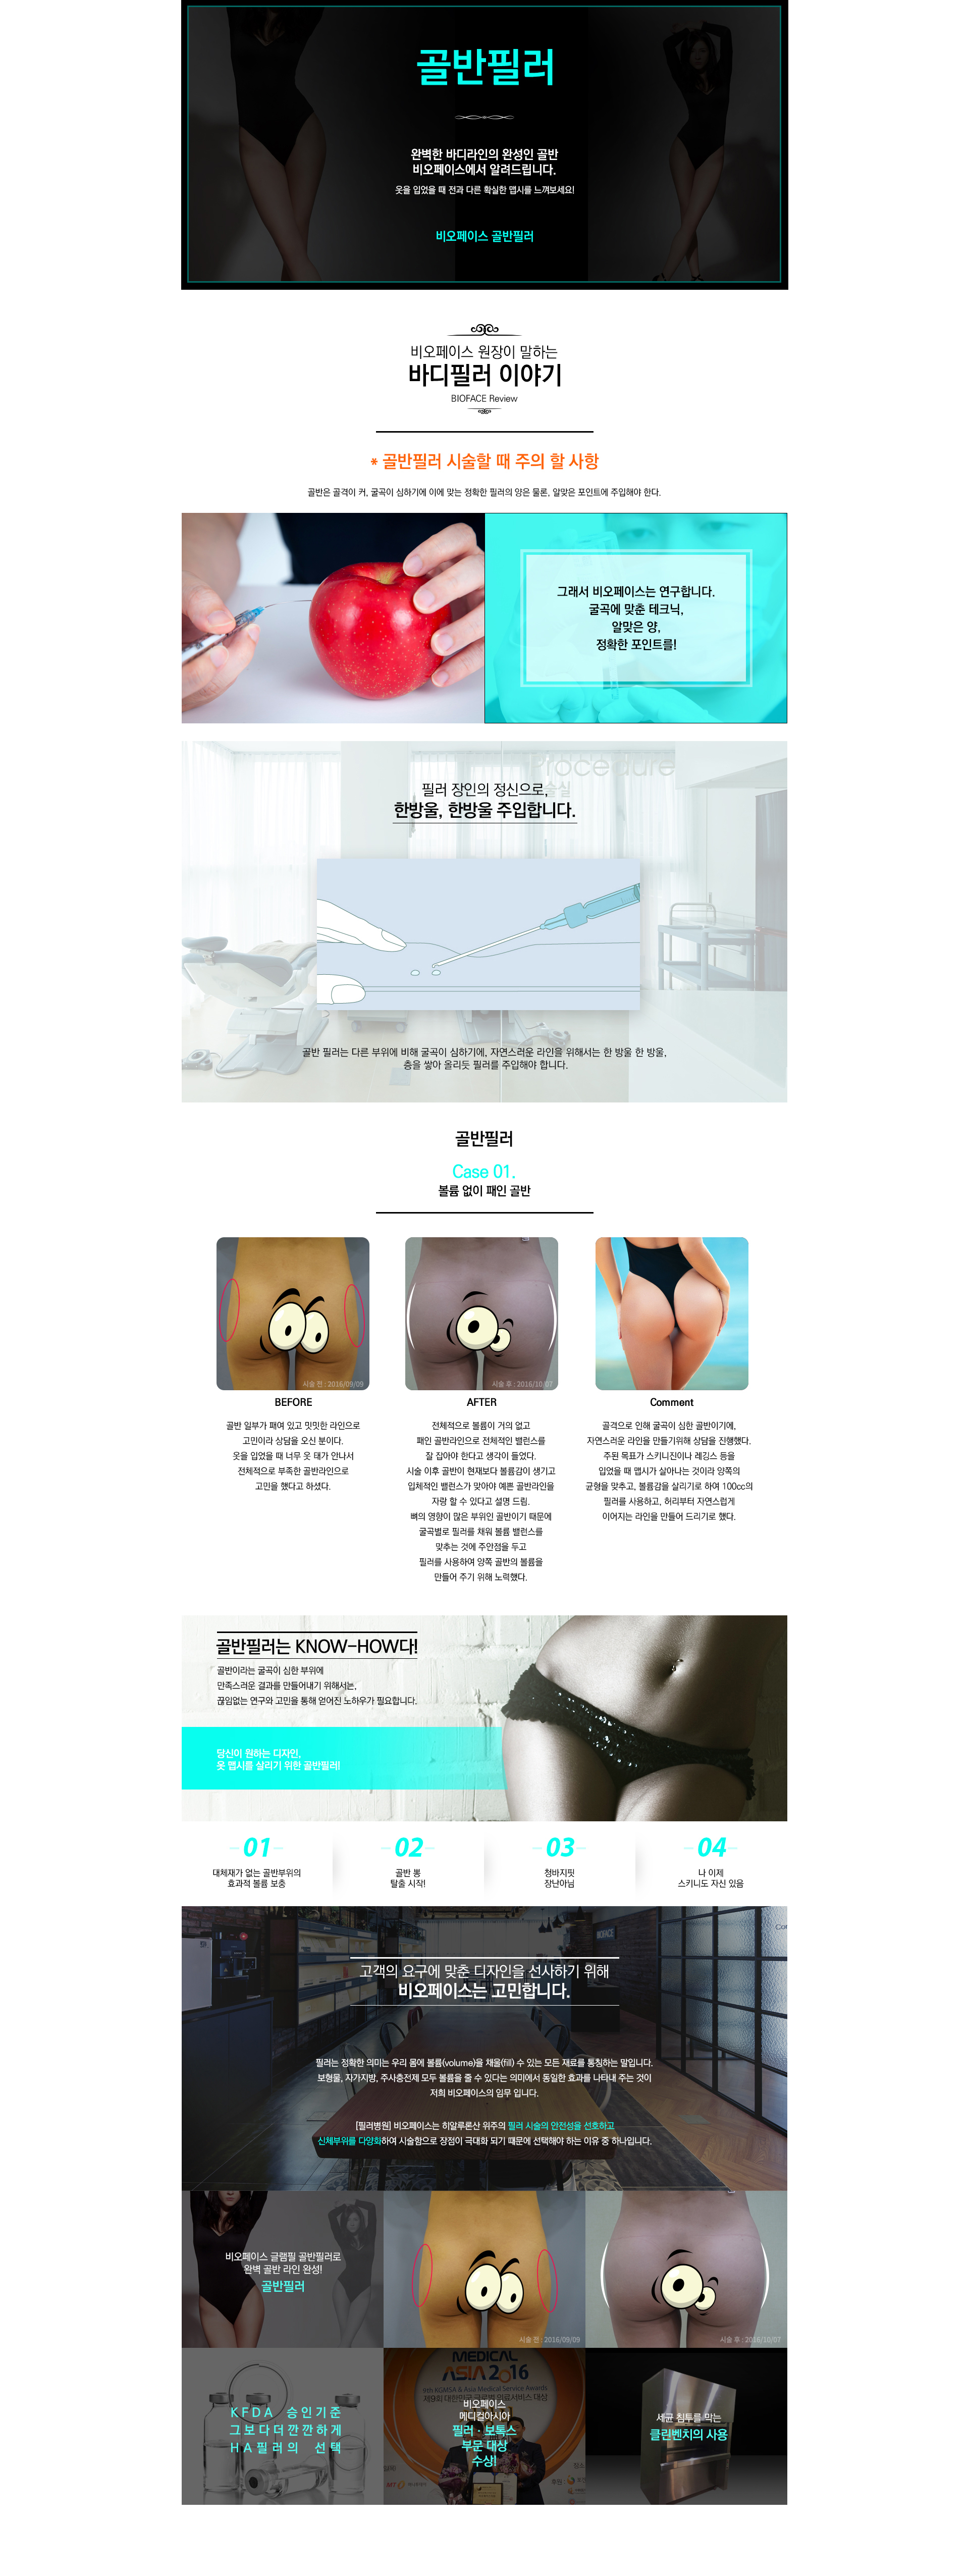 골반필러
완벽한 바디라인의 완성인 골반
비오페이스에서 알려드립니다.
옷을 입었을 때 전과 다른 확실한 맵시를 느껴보세요!
비오페이스 골반필러
비오페이스 원장이 말하는
바디필러 이야기
BIOFACE Review
* 골반필러 시술할 때 주의 할 사항
골반은 골격이 커, 굴곡이 심하기에 이에 맞는 정확한 필러의 양은 물론, 알맞은 포인트에 주입해야 한다.
그래서 비오페이스는 연구합니다.
굴곡에 맞춘 테크닉,
알맞은 양,
정확한 포인트를!
Procedure
필러 장인의 정신으로,
한방울, 한방울 주입합니다.
골반 필러는 다른 부위에 비해 굴곡이 심하기에, 자연스러운 라인을 위해서는 한 방울 한 방울,
층을 쌓아 올리듯 필러를 주입해야 합니다.
골반필러
Case 01.
볼륨 없이 패인 골반
시술 전 : 2016/09/09
BEFORE
골반 일부가 패여 있고 밋밋한 라인으로
고민이라 상담을 오신 분이다.
옷을 입었을 때 너무 옷 태가 안나서
전체적으로 부족한 골반라인으로
고민을 했다고 하셨다.
시술 후 : 2016/10/07
AFTER
전체적으로 볼륨이 거의 없고
패인 골반라인으로 전체적인 밸런스를
잘 잡아야 한다고 생각이 들었다.
시술 이후 골반이 현재보다 볼륨감이 생기고
입체적인 밸런스가 맞아야 예쁜 골반라인을
자랑 할 수 있다고 설명 드림.
뼈의 영향이 많은 부위인 골반이기 때문에
굴곡별로 필러를 채워 볼륨 밸런스를
맞추는 것에 주안점을 두고
필러를 사용하여 양쪽 골반의 볼륨을
만들어 주기 위해 노력했다.
Comment
골격으로 인해 굴곡이 심한 골반이기에,
자연스러운 라인을 만들기위해 상담을 진행했다.
주된 목표가 스키니진이나 레깅스 등을
입었을 때 맵시가 살아나는 것이라 양쪽의
균형을 맞추고, 볼륨감을 살리기로 하여 100cc의
필러를 사용하고, 허리부터 자연스럽게
이어지는 라인을 만들어 드리기로 했다.
골반필러는 KNOW-HOW다!
골반이라는 굴곡이 심한 부위에
만족스러운 결과를 만들어내기 위해서는,
끊임없는 연구와 고민을 통해 얻어진 노하우가 필요합니다.
당신이 원하는 디자인,
옷 맵시를 살리기 위한 골반필러!
01
대체재가 없는 골반부위의
효과적 볼륨 보충
02
골반 뽕
탈출 시작!
03
청바지핏
장난아님
04
나 이제
스키니도 자신 있음
BIOFACE
고객의 요구에 맞춘 디자인을 선사하기 위해
비오페이스는 고민합니다.
필러는 정확한 의미는 우리 몸에 볼륨(volume)을 채울(fill) 수 있는 모든 재료를 통칭하는 말입니다.
보형물, 자가지방, 주사충전제 모두 볼륨을 줄 수 있다는 의미에서 동일한 효과를 나타내 주는 것이
저희 비오페이스의 임무 입니다.
[필러병원] 비오페이스는 히알루론산 위주의 필러 시술의 안전성을 선호하고
신체부위를 다양화하여 시술함으로 장점이 극대화 되기 때문에 선택해야 하는 이유 중 하나입니다.
비오페이스 글램필 골반필러로
완벽 골반 라인 완성!
골반필러
시술 전 : 2016/09/09
시술 후 : 2016/10/07
KFDA 승인기준
그보다더깐깐하게
HA필러의 선택
MEDICAL
ASIA 2016
9th KGMSA & Asia Medical Service Awards
비오페이스
메디컬아시아
필러 · 보톡스
부문 대상
수상!
세균 침투를 막는
클린벤치의 사용